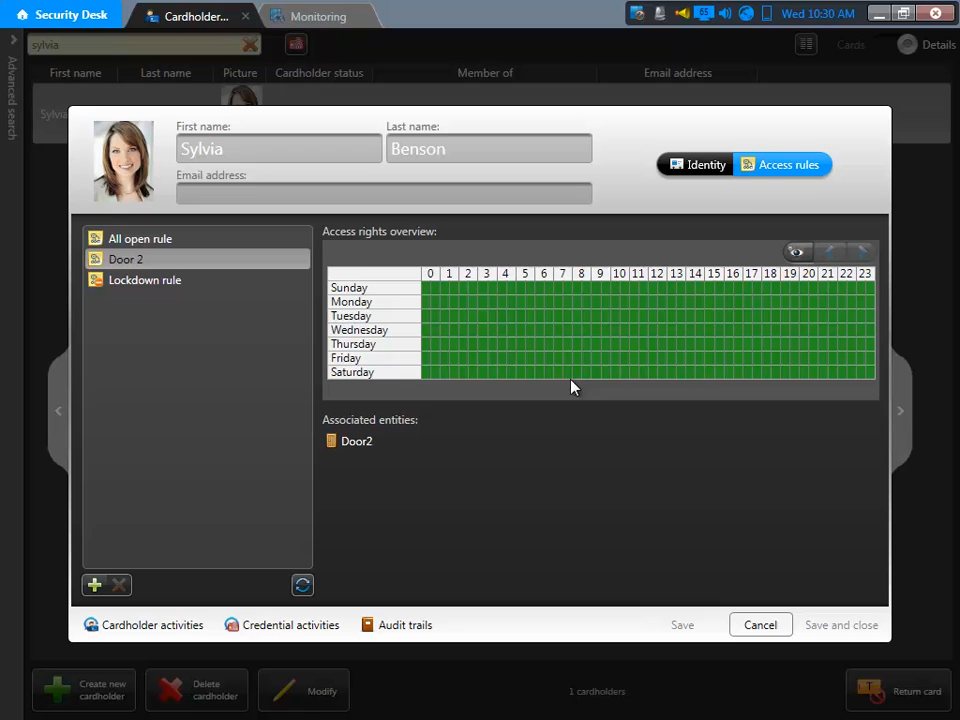 Security Desk
Cardholder...
Monitoring
65
Wed 10:30 AM
sylvia
Cards
Details
Advanced search
First name
Last name
Picture
Cardholder status
Member of
Email address
Sylvia
First name:
Last name:
Sylvia
Benson
Email address:
Identity
Access rules
All open rule
Door 2
Lockdown rule
Access rights overview:
0 1 2 3 4 5 6 7 8 9 10 11 12 13 14 15 16 17 18 19 20 21 22 23
Sunday
Monday
Tuesday
Wednesday
Thursday
Friday
Saturday
Associated entities:
Door2
Cardholder activities
Credential activities
Audit trails
Save
Cancel
Save and close
Create new
cardholder
Delete
cardholder
Modify
1 cardholders
Return card